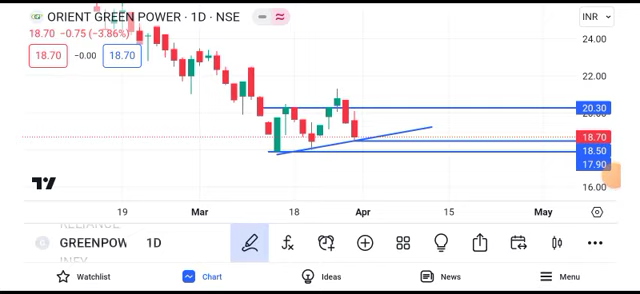 ORIENT GREEN POWER · 1D · NSE
INR
18.70 −0.75 (−3.86%)
18.70 −0.00 18.70
24.00
22.00
20.30
20.00
18.70
18.50
17.90
16.00
19 Mar 18 Apr 15 May
RELIANCE
GREENPOW 1D
Watchlist Chart Ideas News Menu